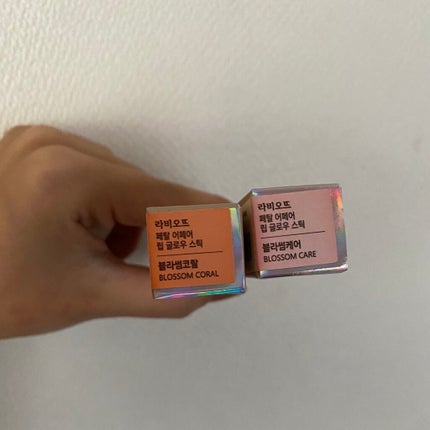 라비오뜨
페탈 어페어
립 글로우 스틱
블라썸코랄
BLOSSOM CORAL
라비오뜨
페탈 어페어
립 글로우 스틱
블라썸케어
BLOSSOM CARE